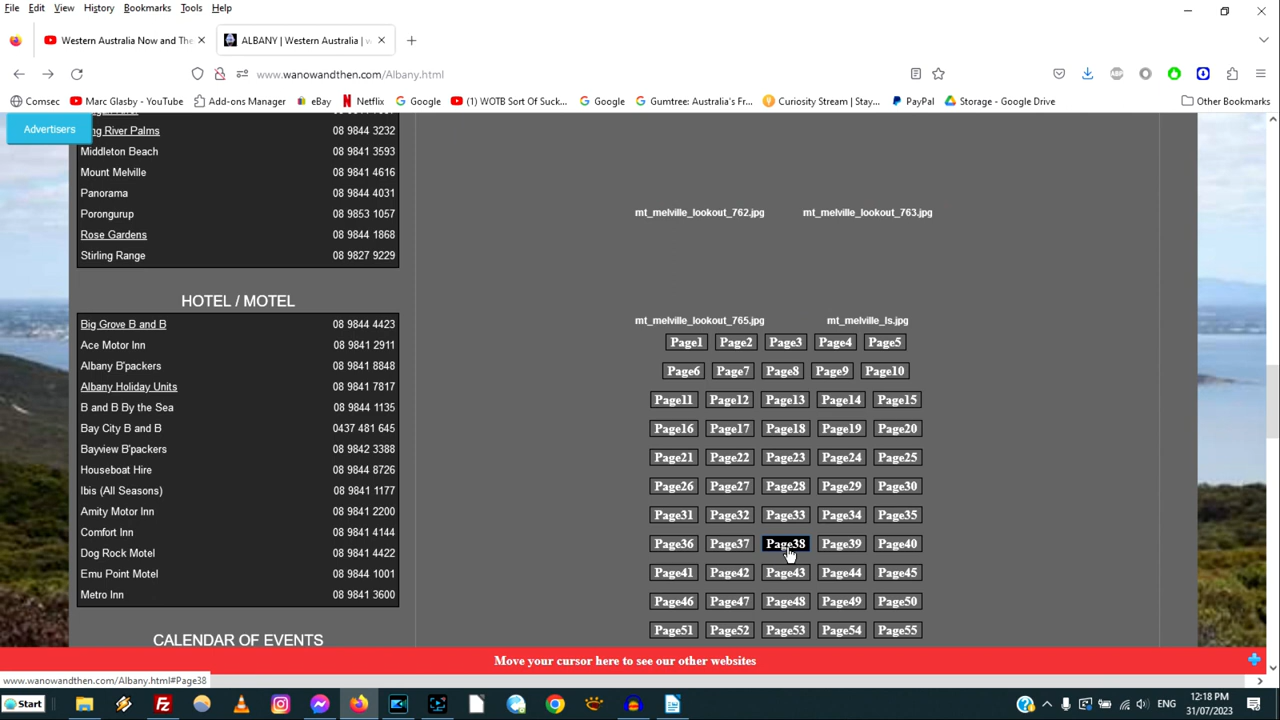 File Edit View History Bookmarks Tools Help
Western Australia Now and The
ALBANY | Western Australia |
www.wanowandthen.com/Albany.html
Comsec Marc Glasby - YouTube Add-ons Manager eBay Netflix Google (1) WOTB Sort Of Suck... Google Gumtree: Australia's Fr... Curiosity Stream | Stay... PayPal Storage - Google Drive Other Bookmarks
Advertisers
River Palms 08 9844 3232
Middleton Beach 08 9841 3593
Mount Melville 08 9841 4616
Panorama 08 9844 4031
Porongurup 08 9853 1057
Rose Gardens 08 9844 1868
Stirling Range 08 9827 9229
HOTEL / MOTEL
Big Grove B and B 08 9844 4423
Ace Motor Inn 08 9841 2911
Albany B'packers 08 9841 8848
Albany Holiday Units 08 9841 7817
B and B By the Sea 08 9844 1135
Bay City B and B 0437 481 645
Bayview B'packers 08 9842 3388
Houseboat Hire 08 9844 8726
Ibis (All Seasons) 08 9841 1177
Amity Motor Inn 08 9841 2200
Comfort Inn 08 9841 4144
Dog Rock Motel 08 9841 4422
Emu Point Motel 08 9844 1001
Metro Inn 08 9841 3600
CALENDAR OF EVENTS
mt_melville_lookout_762.jpg mt_melville_lookout_763.jpg
mt_melville_lookout_765.jpg mt_melville_ls.jpg
Page1 Page2 Page3 Page4 Page5
Page6 Page7 Page8 Page9 Page10
Page11 Page12 Page13 Page14 Page15
Page16 Page17 Page18 Page19 Page20
Page21 Page22 Page23 Page24 Page25
Page26 Page27 Page28 Page29 Page30
Page31 Page32 Page33 Page34 Page35
Page36 Page37 Page38 Page39 Page40
Page41 Page42 Page43 Page44 Page45
Page46 Page47 Page48 Page49 Page50
Page51 Page52 Page53 Page54 Page55
Move your cursor here to see our other websites
www.wanowandthen.com/Albany.html#Page38
Start
ENG
12:18 PM
31/07/2023